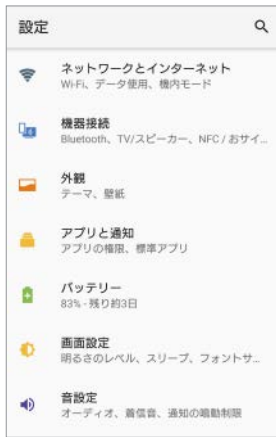 設定
ネットワークとインターネット
Wi-Fi、データ使用、機内モード
機器接続
Bluetooth、TV/スピーカー、NFC / おサイ...
外観
テーマ、壁紙
アプリと通知
アプリの権限、標準アプリ
バッテリー
83% - 残り約3日
画面設定
明るさのレベル、スリープ、フォントサ...
音設定
オーディオ、着信音、通知の鳴動制限